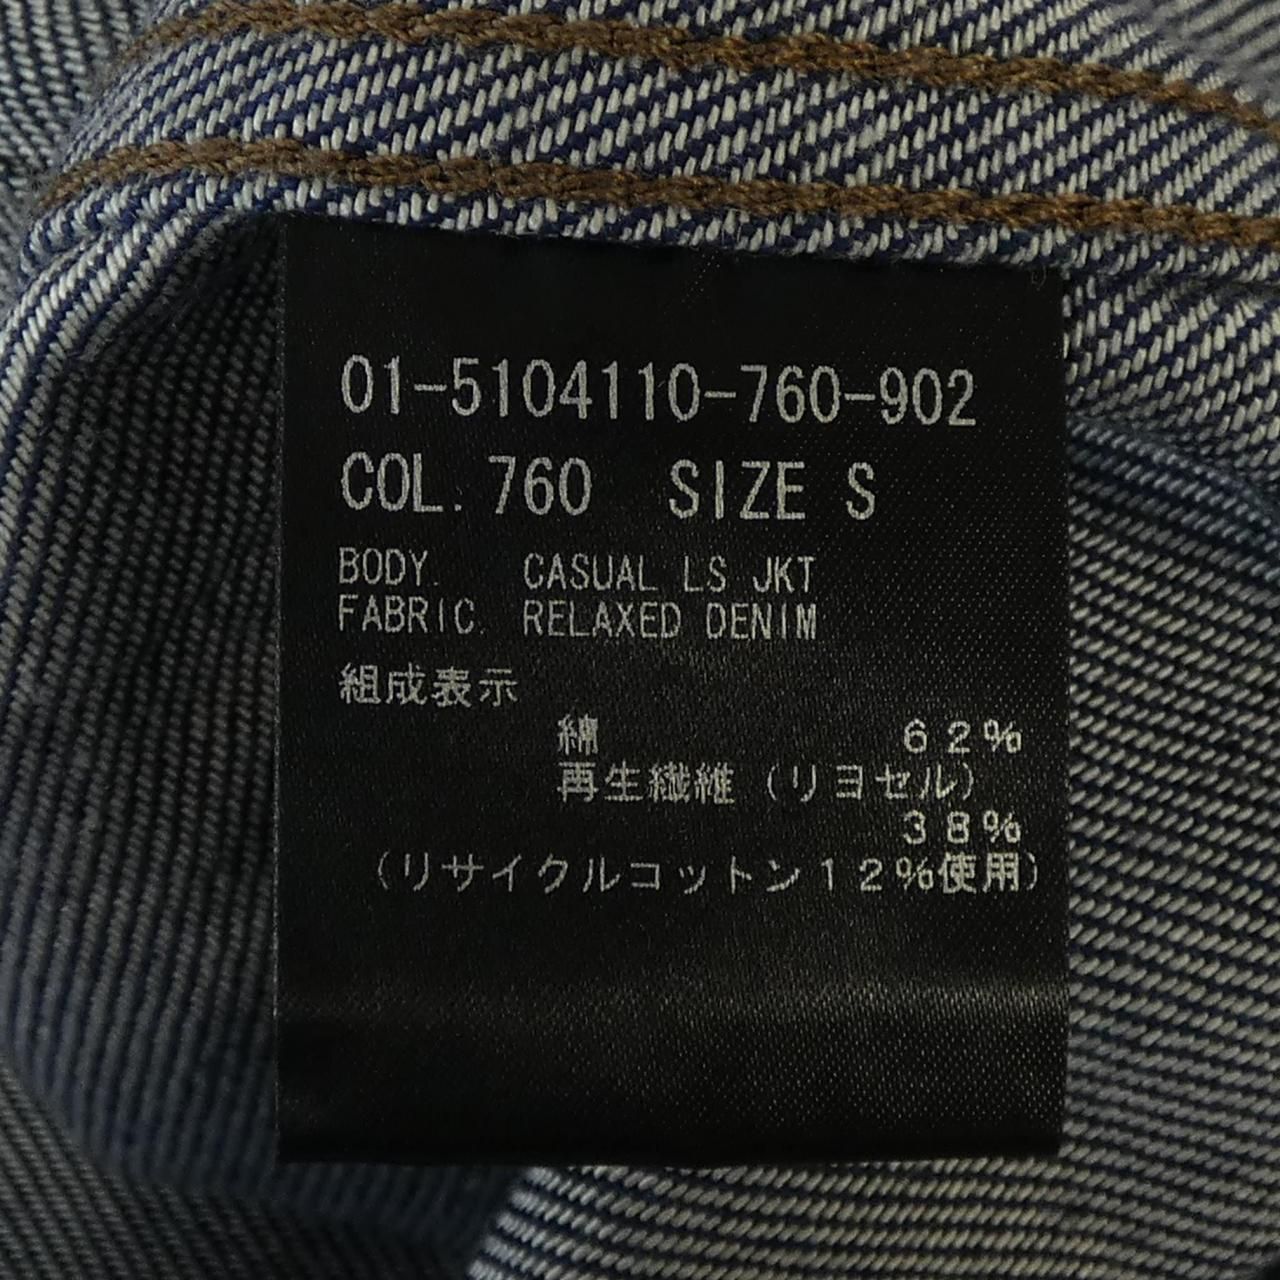 01-5104110-760-902
COL. 760 SIZE S
BODY. CASUAL LS JKT
FABRIC. RELAXED DENIM
組成表示
綿 62%
再生繊維(リヨセル)
38%
(リサイクルコットン12%使用)